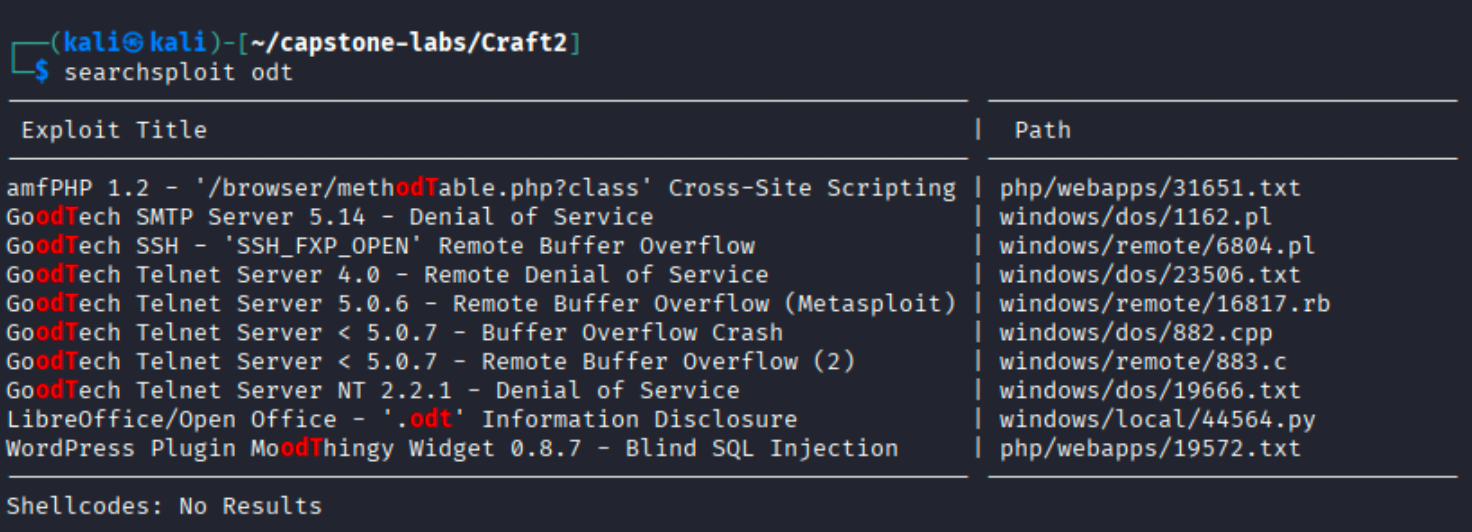 (kali㉿kali)-[~/capstone-labs/Craft2]
$ searchsploit odt
Exploit Title | Path
amfPHP 1.2 - '/browser/methodTable.php?class' Cross-Site Scripting | php/webapps/31651.txt
GoodTech SMTP Server 5.14 - Denial of Service | windows/dos/1162.pl
GoodTech SSH - 'SSH_FXP_OPEN' Remote Buffer Overflow | windows/remote/6804.pl
GoodTech Telnet Server 4.0 - Remote Denial of Service | windows/dos/23506.txt
GoodTech Telnet Server 5.0.6 - Remote Buffer Overflow (Metasploit) | windows/remote/16817.rb
GoodTech Telnet Server < 5.0.7 - Buffer Overflow Crash | windows/dos/882.cpp
GoodTech Telnet Server < 5.0.7 - Remote Buffer Overflow (2) | windows/remote/883.c
GoodTech Telnet Server NT 2.2.1 - Denial of Service | windows/dos/19666.txt
LibreOffice/Open Office - '.odt' Information Disclosure | windows/local/44564.py
WordPress Plugin MoodThingy Widget 0.8.7 - Blind SQL Injection | php/webapps/19572.txt
Shellcodes: No Results